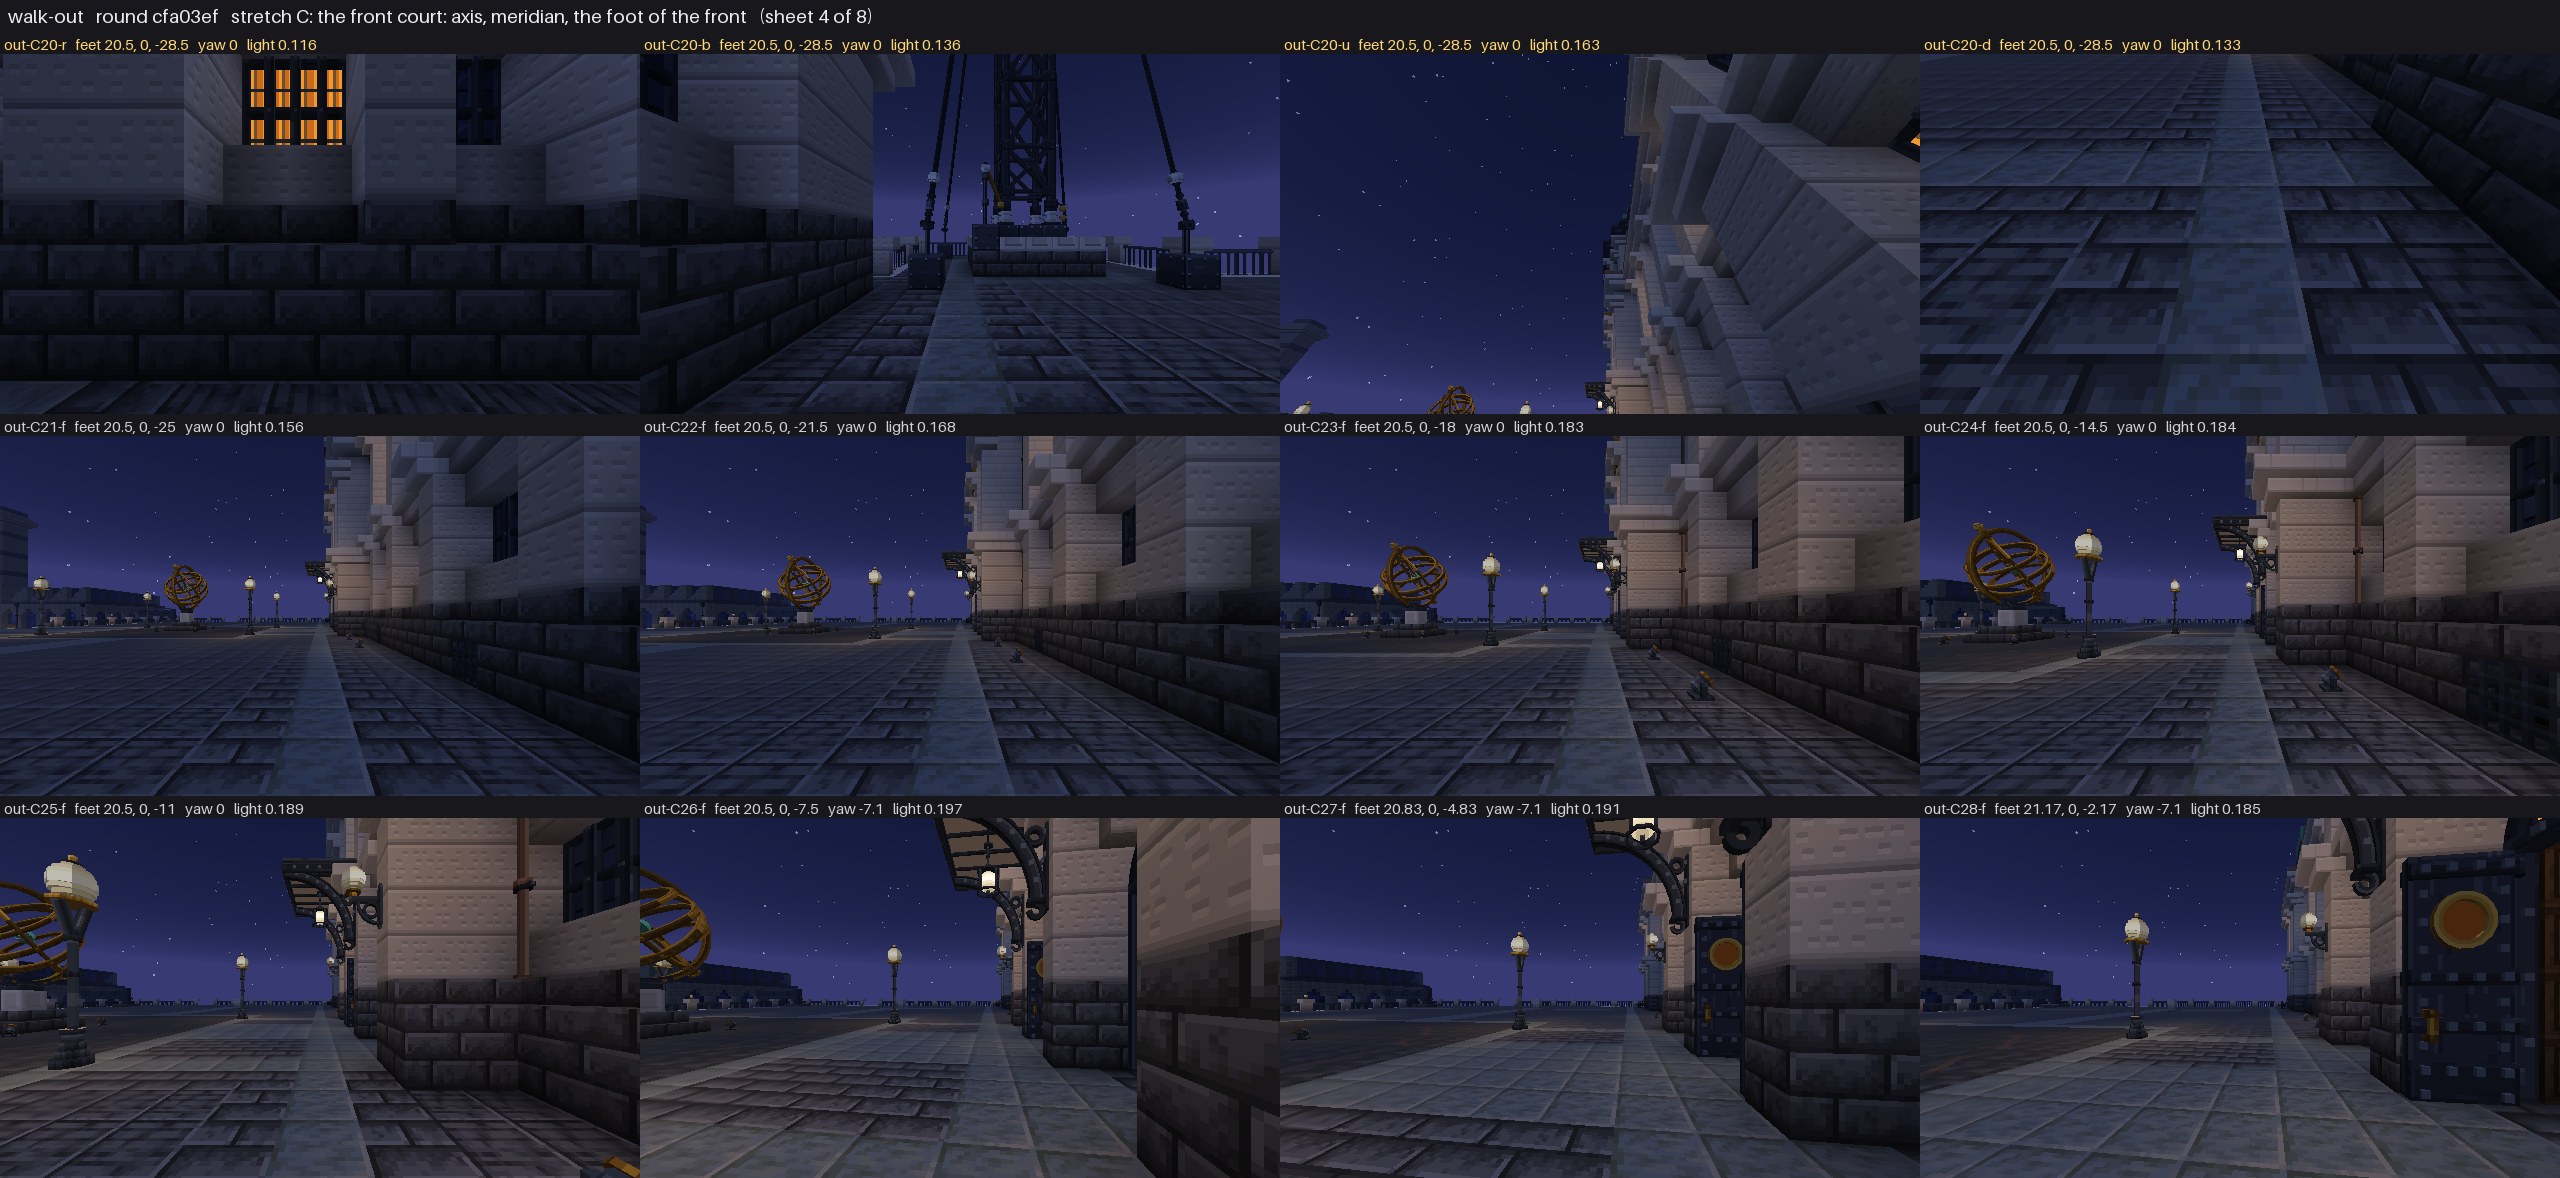 walk-out round cfa03ef stretch C: the front court: axis, meridian, the foot of the front (sheet 4 of 8)
out-C20-r feet 20.5, 0, -28.5 yaw 0 light 0.116
out-C20-b feet 20.5, 0, -28.5 yaw 0 light 0.136
out-C20-u feet 20.5, 0, -28.5 yaw 0 light 0.163
out-C20-d feet 20.5, 0, -28.5 yaw 0 light 0.133
out-C21-f feet 20.5, 0, -25 yaw 0 light 0.156
out-C22-f feet 20.5, 0, -21.5 yaw 0 light 0.168
out-C23-f feet 20.5, 0, -18 yaw 0 light 0.183
out-C24-f feet 20.5, 0, -14.5 yaw 0 light 0.184
out-C25-f feet 20.5, 0, -11 yaw 0 light 0.189
out-C26-f feet 20.5, 0, -7.5 yaw -7.1 light 0.197
out-C27-f feet 20.83, 0, -4.83 yaw -7.1 light 0.191
out-C28-f feet 21.17, 0, -2.17 yaw -7.1 light 0.185